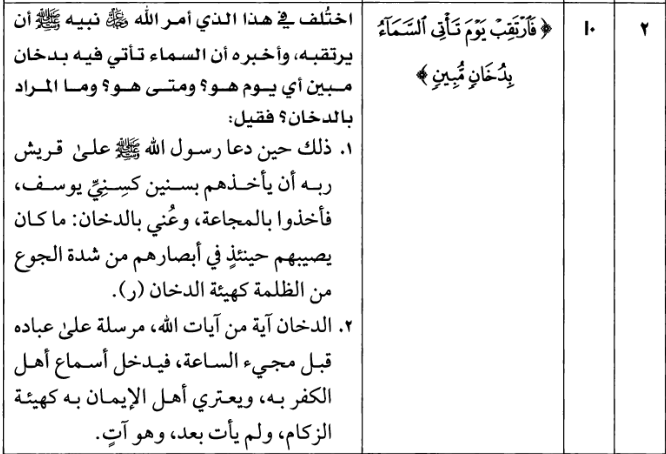 ٢
١٠
﴿ فَٱرْتَقِبْ يَوْمَ تَأْتِى ٱلسَّمَآءُ
بِدُخَانٍ مُّبِينٍ ﴾
اختُلف في هذا الذي أمر الله ﷻ نبيه ﷺ أن
يرتقبه، وأخبره أن السماء تأتي فيه بدخان
مبين أي يوم هو؟ ومتى هو؟ وما المراد
بالدخان؟ فقيل:
١. ذلك حين دعا رسول الله ﷺ علىٰ قريش
ربه أن يأخذهم بسنين كسِنِيِّ يوسف،
فأخذوا بالمجاعة، وعُني بالدخان: ما كان
يصيبهم حينئذٍ في أبصارهم من شدة الجوع
من الظلمة كهيئة الدخان (ر).
٢. الدخان آية من آيات الله، مرسلة علىٰ عباده
قبل مجيء الساعة، فيدخل أسماع أهل
الكفر به، ويعتري أهل الإيمان به كهيئة
الزكام، ولم يأت بعد، وهو آتٍ.